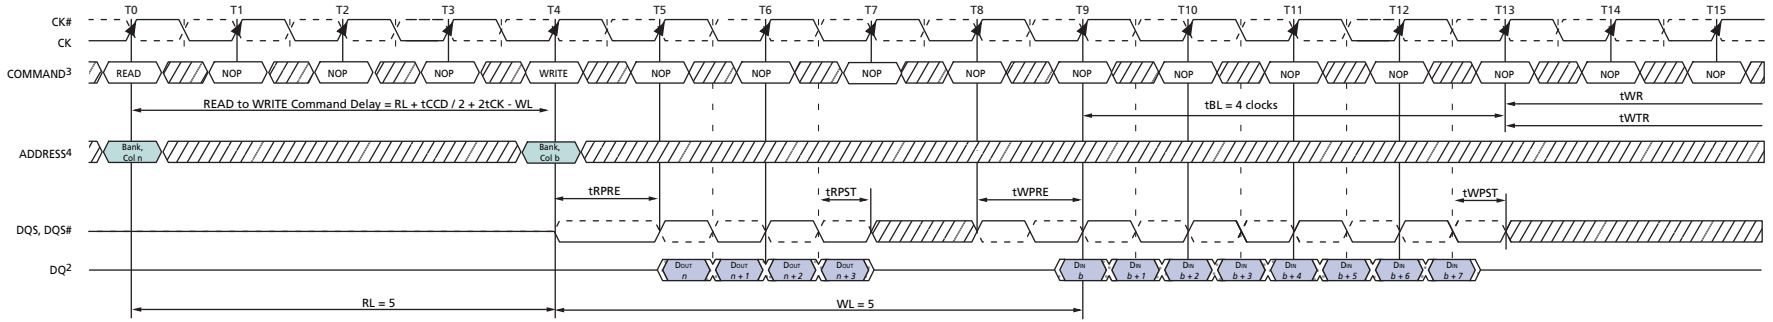 T0 T1 T2 T3 T4 T5 T6 T7 T8 T9 T10 T11 T12 T13 T14 T15
CK#
CK
COMMAND3 READ NOP NOP NOP WRITE NOP NOP NOP NOP NOP NOP NOP NOP NOP NOP NOP
READ to WRITE Command Delay = RL + tCCD / 2 + 2tCK - WL
tBL = 4 clocks
tWR
tWTR
ADDRESS4
Bank,
Col n
Bank,
Col b
tRPRE tRPST tWPRE tWPST
DQS, DQS#
DQ2
DOUT
n
DOUT
n + 1
DOUT
n + 2
DOUT
n + 3
DIN
b
DIN
b + 1
DIN
b + 2
DIN
b + 3
DIN
b + 4
DIN
b + 5
DIN
b + 6
DIN
b + 7
RL = 5 WL = 5